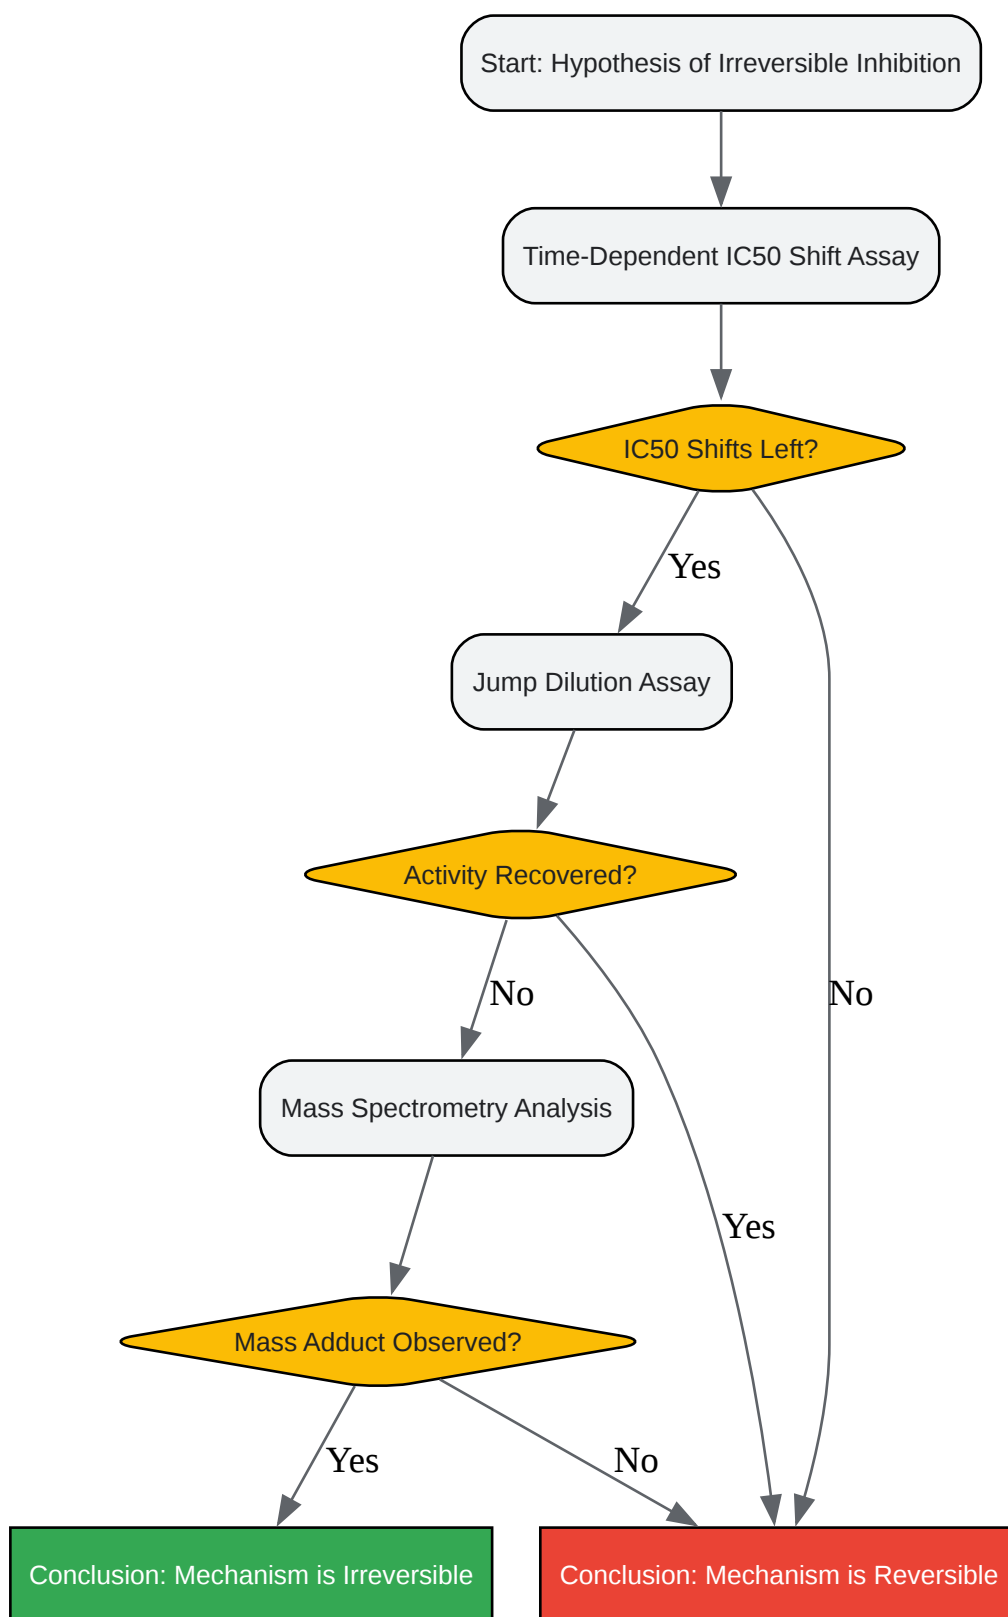 Start: Hypothesis of Irreversible Inhibition
Time-Dependent IC50 Shift Assay
IC50 Shifts Left?
Yes
Jump Dilution Assay
Activity Recovered?
No
No
Mass Spectrometry Analysis
Yes
Mass Adduct Observed?
Yes
No
Conclusion: Mechanism is Irreversible
Conclusion: Mechanism is Reversible